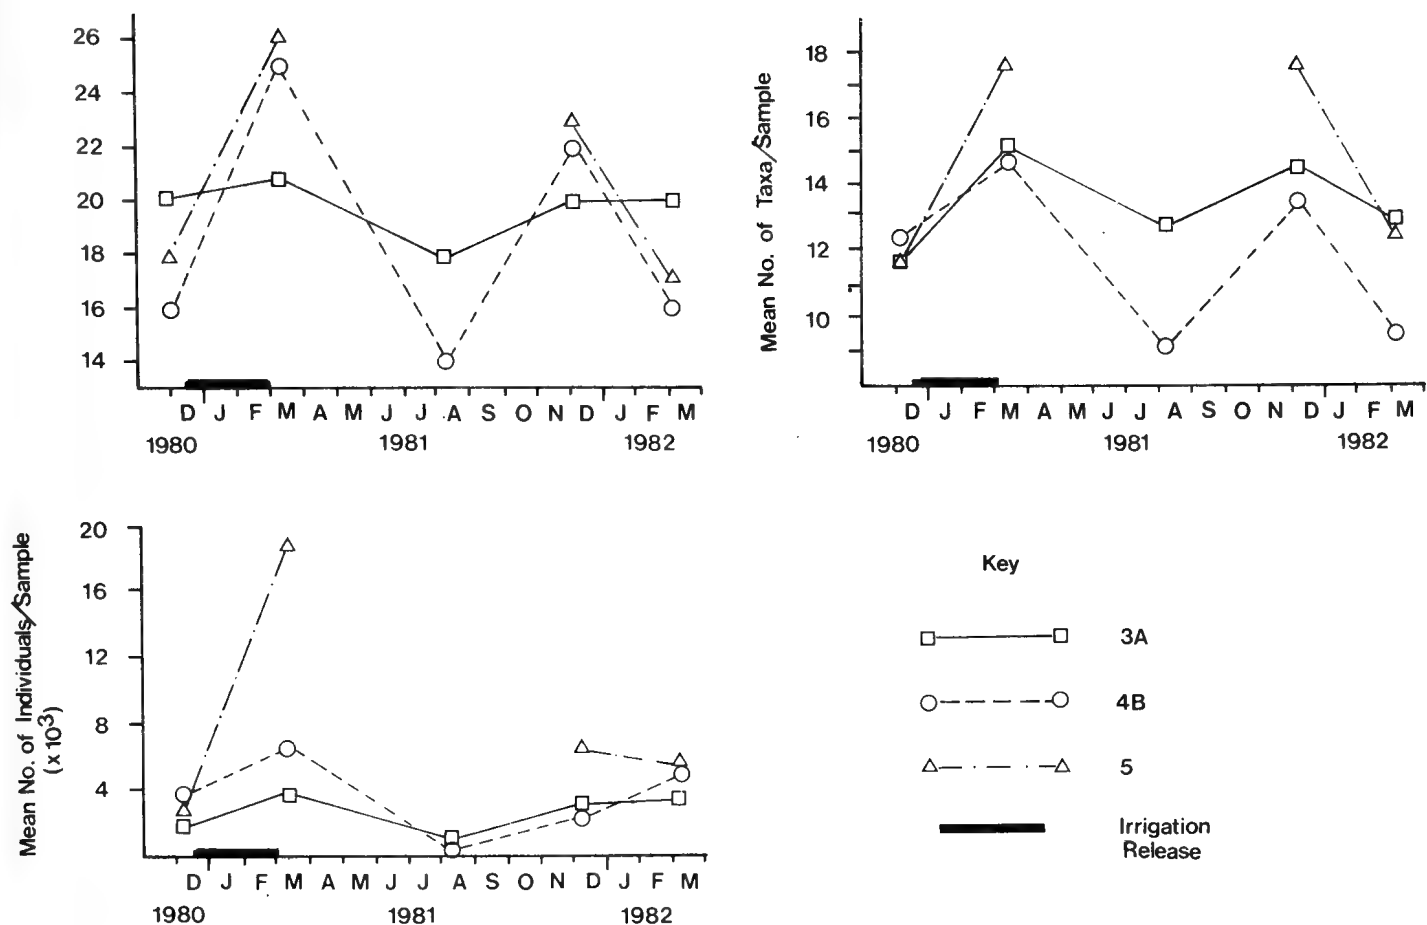 26
24
22
20
18
16
14
D J F M A M J J A S O N D J F M
1980 1981 1982
Mean No. of Taxa/Sample
18
16
14
12
10
D J F M A M J J A S O N D J F M
1980 1981 1982
Mean No. of Individuals/Sample
(x 10³)
20
16
12
8
4
D J F M A M J J A S O N D J F M
1980 1981 1982
Key
3A
4B
5
Irrigation
Release